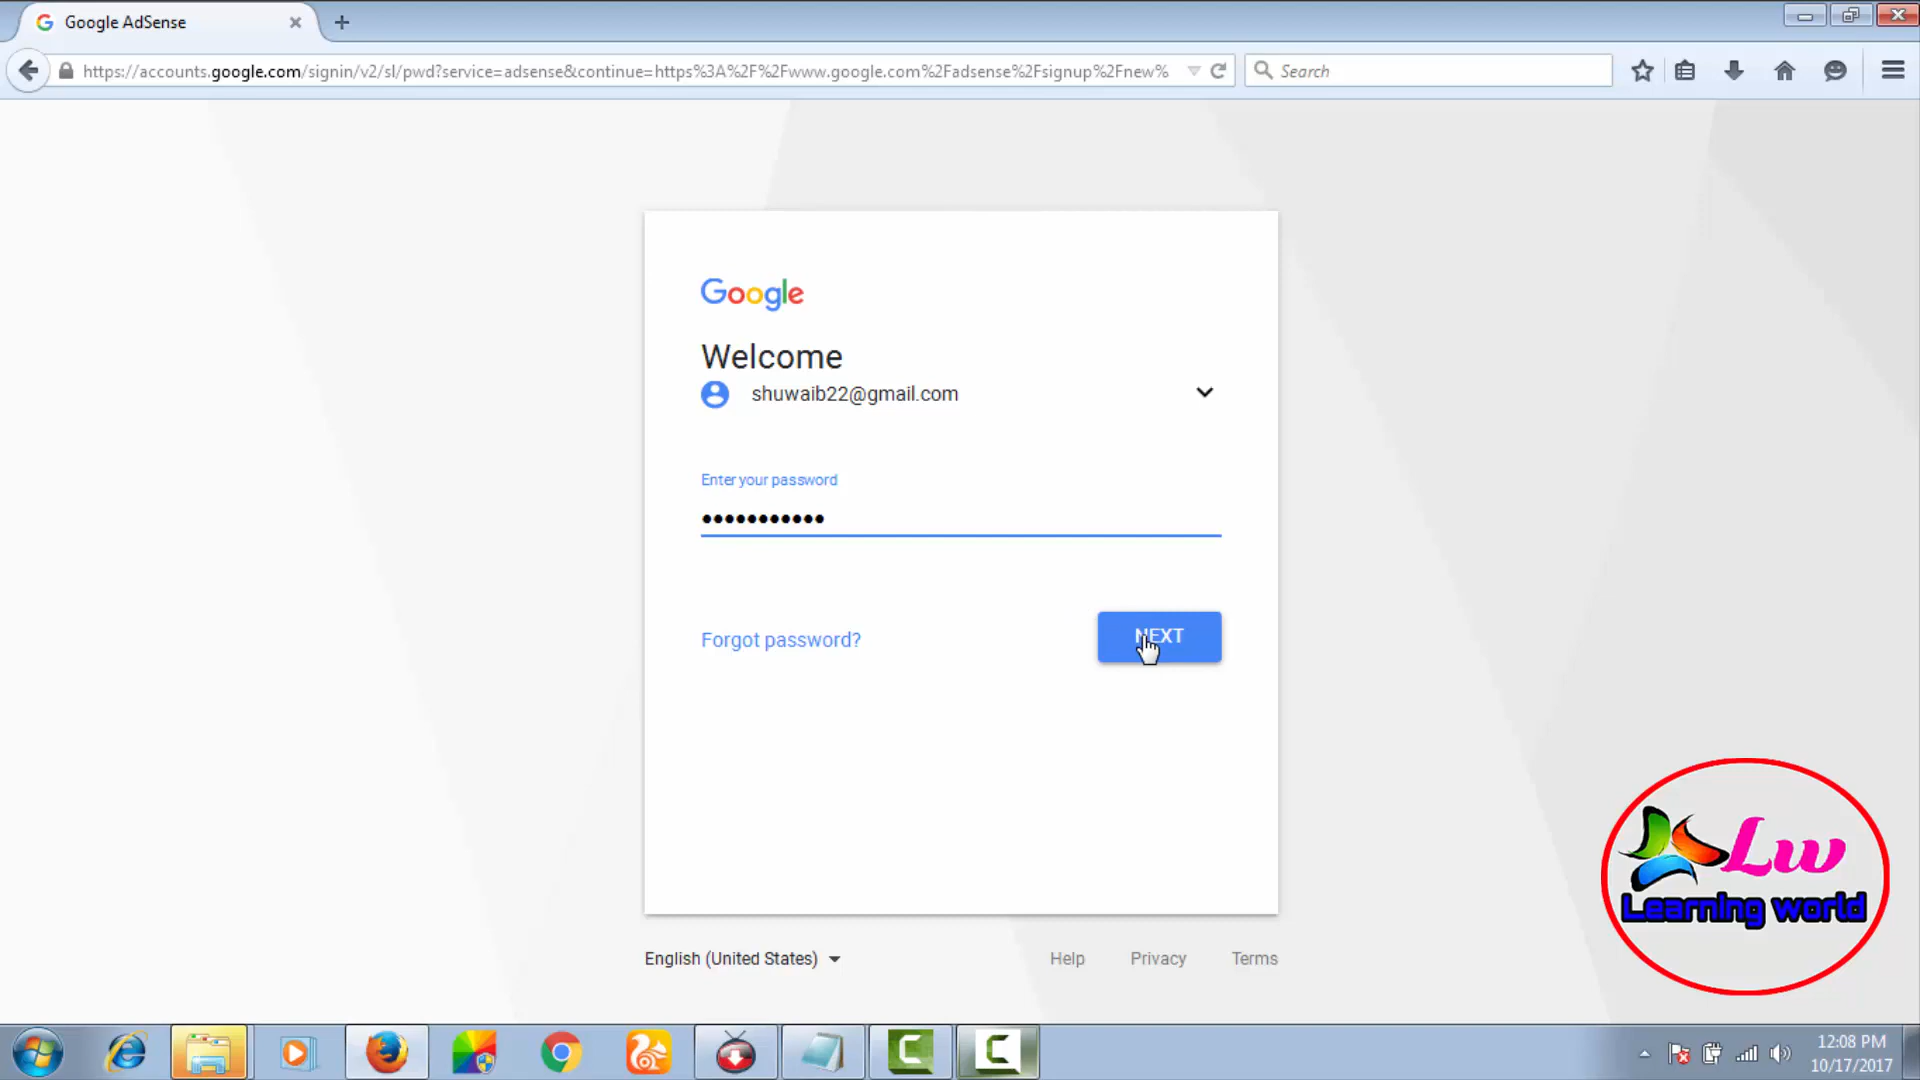 Google AdSense
https://accounts.google.com/signin/v2/sl/pwd?service=adsense&continue=https%3A%2F%2Fwww.google.com%2Fadsense%2Fsignup%2Fnew%
Search
Google
Welcome
shuwaib22@gmail.com
Enter your password
Forgot password?
NEXT
Lw
Learning world
English (United States)
Help
Privacy
Terms
12:08 PM
10/17/2017